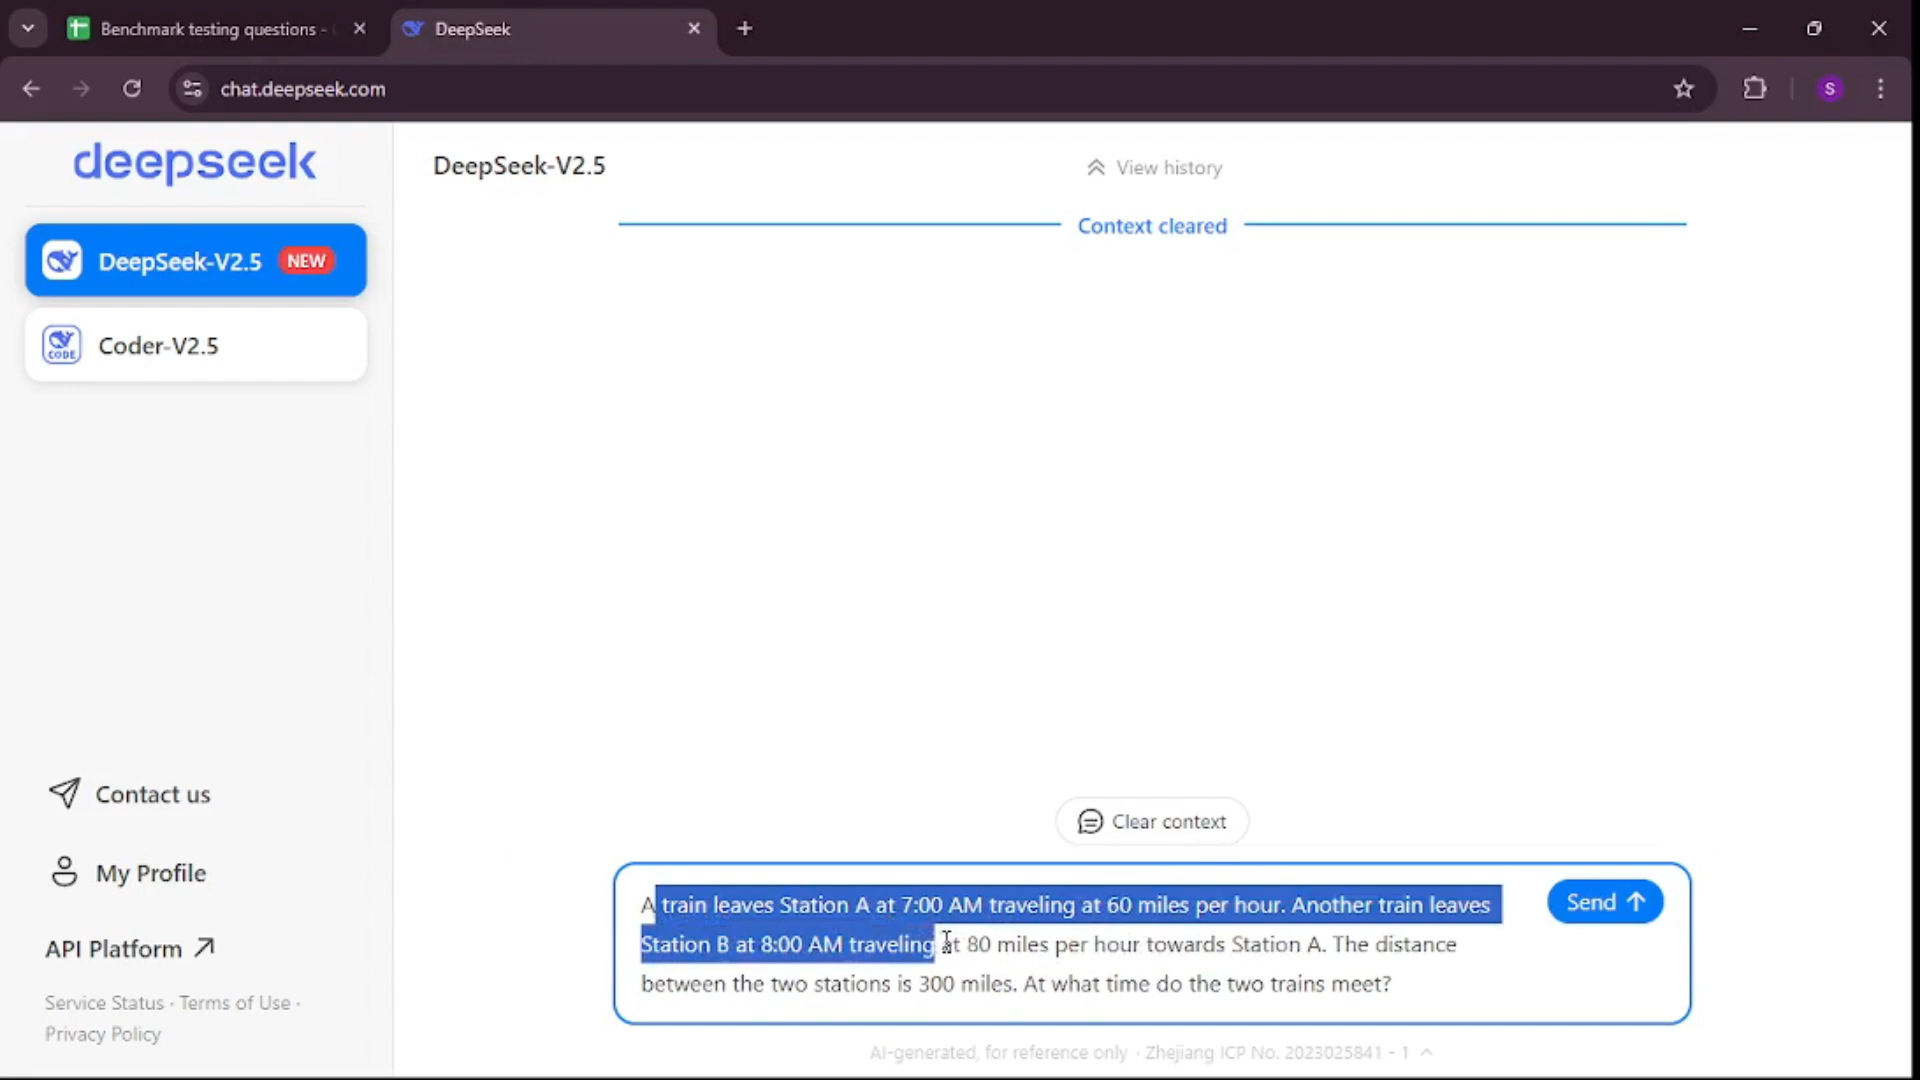 Benchmark testing questions -
DeepSeek
chat.deepseek.com
S
deepseek
DeepSeek-V2.5 NEW
CODE
Coder-V2.5
Contact us
My Profile
API Platform
Service Status · Terms of Use ·
Privacy Policy
DeepSeek-V2.5
View history
Context cleared
Clear context
A train leaves Station A at 7:00 AM traveling at 60 miles per hour. Another train leaves
Station B at 8:00 AM traveling at 80 miles per hour towards Station A. The distance
between the two stations is 300 miles. At what time do the two trains meet?
Send
AI-generated, for reference only · Zhejiang ICP No. 2023025841 - 1